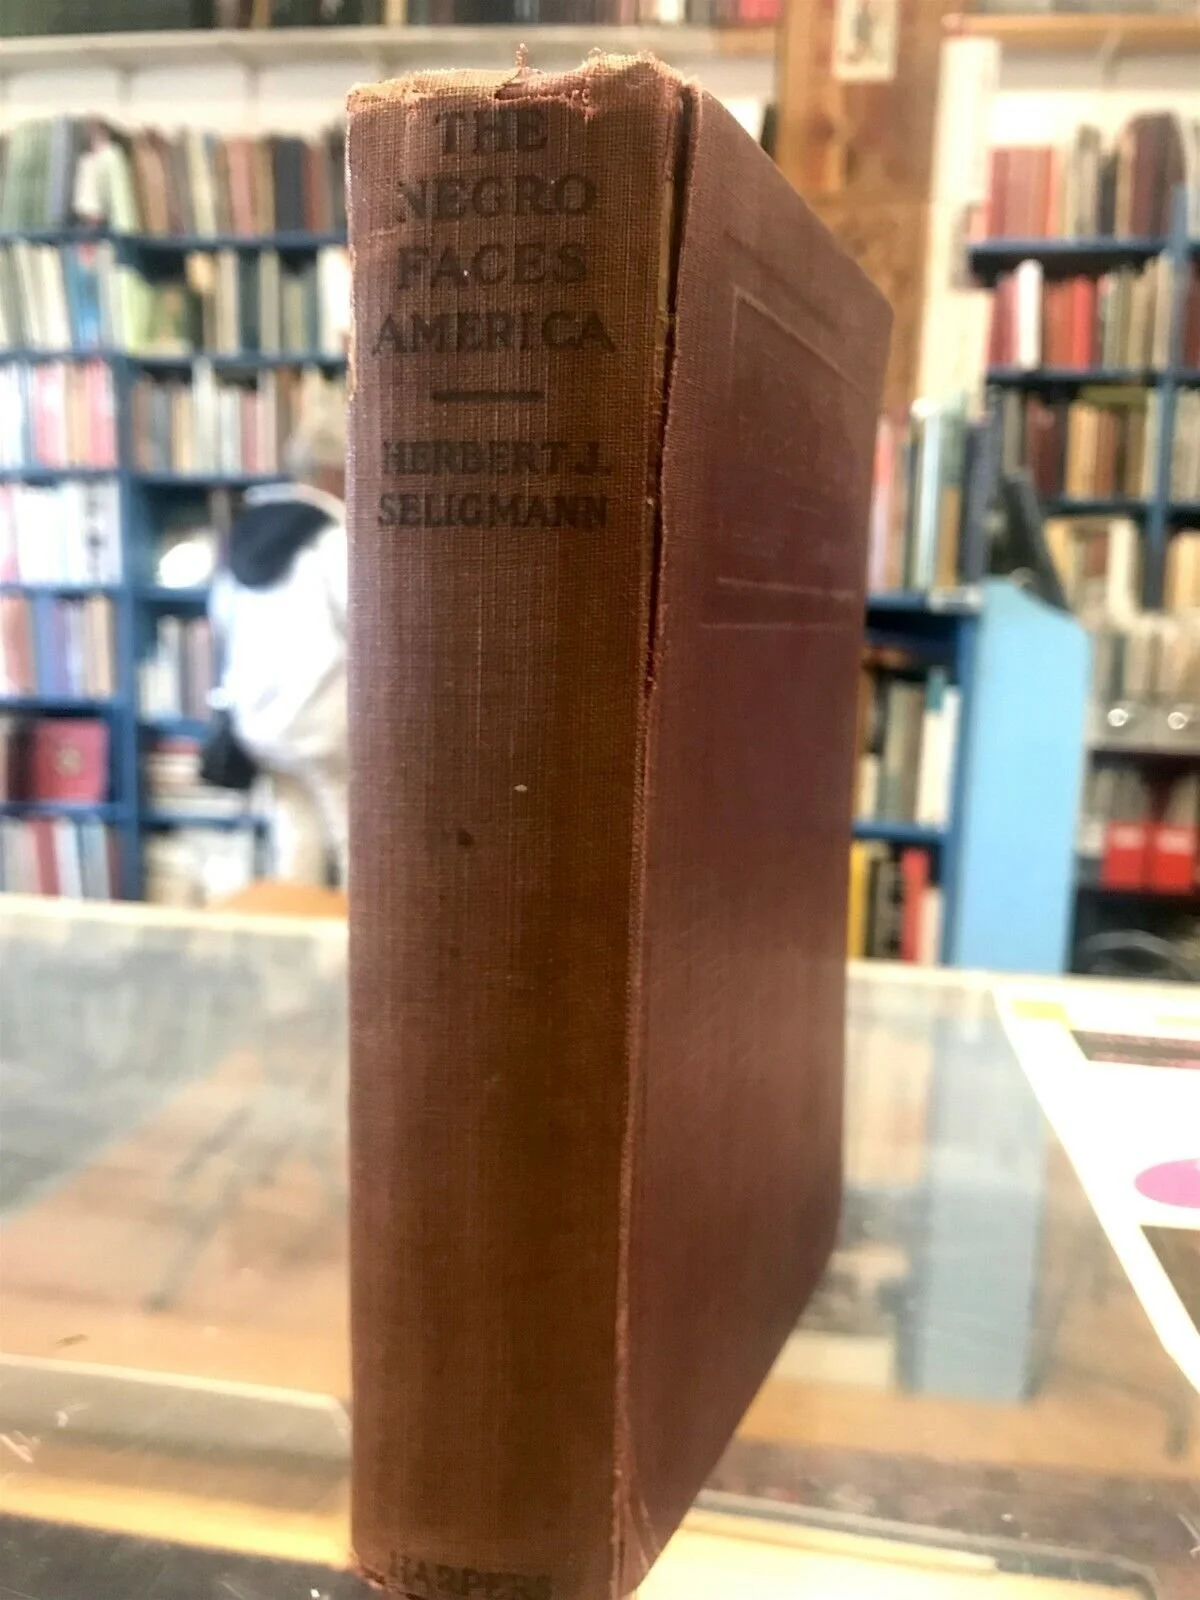 THE
NEGRO
FACES
AMERICA
HERBERT J.
SELIGMANN
HARPERS